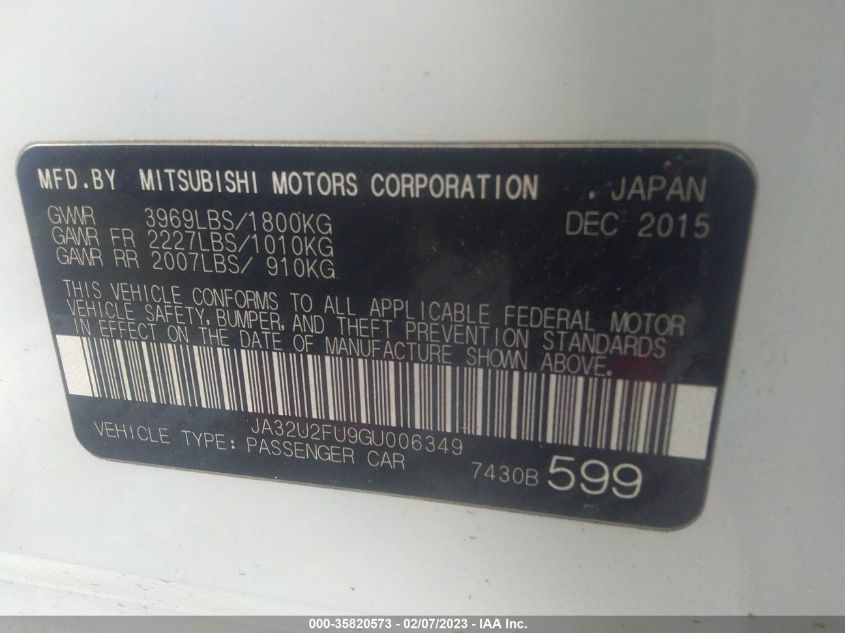 MFD.BY MITSUBISHI MOTORS CORPORATION , JAPAN
GVWR 3969LBS/1800KG DEC 2015
GAWR FR 2227LBS/1010KG
GAWR RR 2007LBS/ 910KG
THIS VEHICLE CONFORMS TO ALL APPLICABLE FEDERAL MOTOR
VEHICLE SAFETY, BUMPER, AND THEFT PREVENTION STANDARDS
IN EFFECT ON THE DATE OF MANUFACTURE SHOWN ABOVE.
JA32U2FU9GU006349
VEHICLE TYPE: PASSENGER CAR 7430B 599
000-35820573 — 02/07/2023 — IAA Inc.